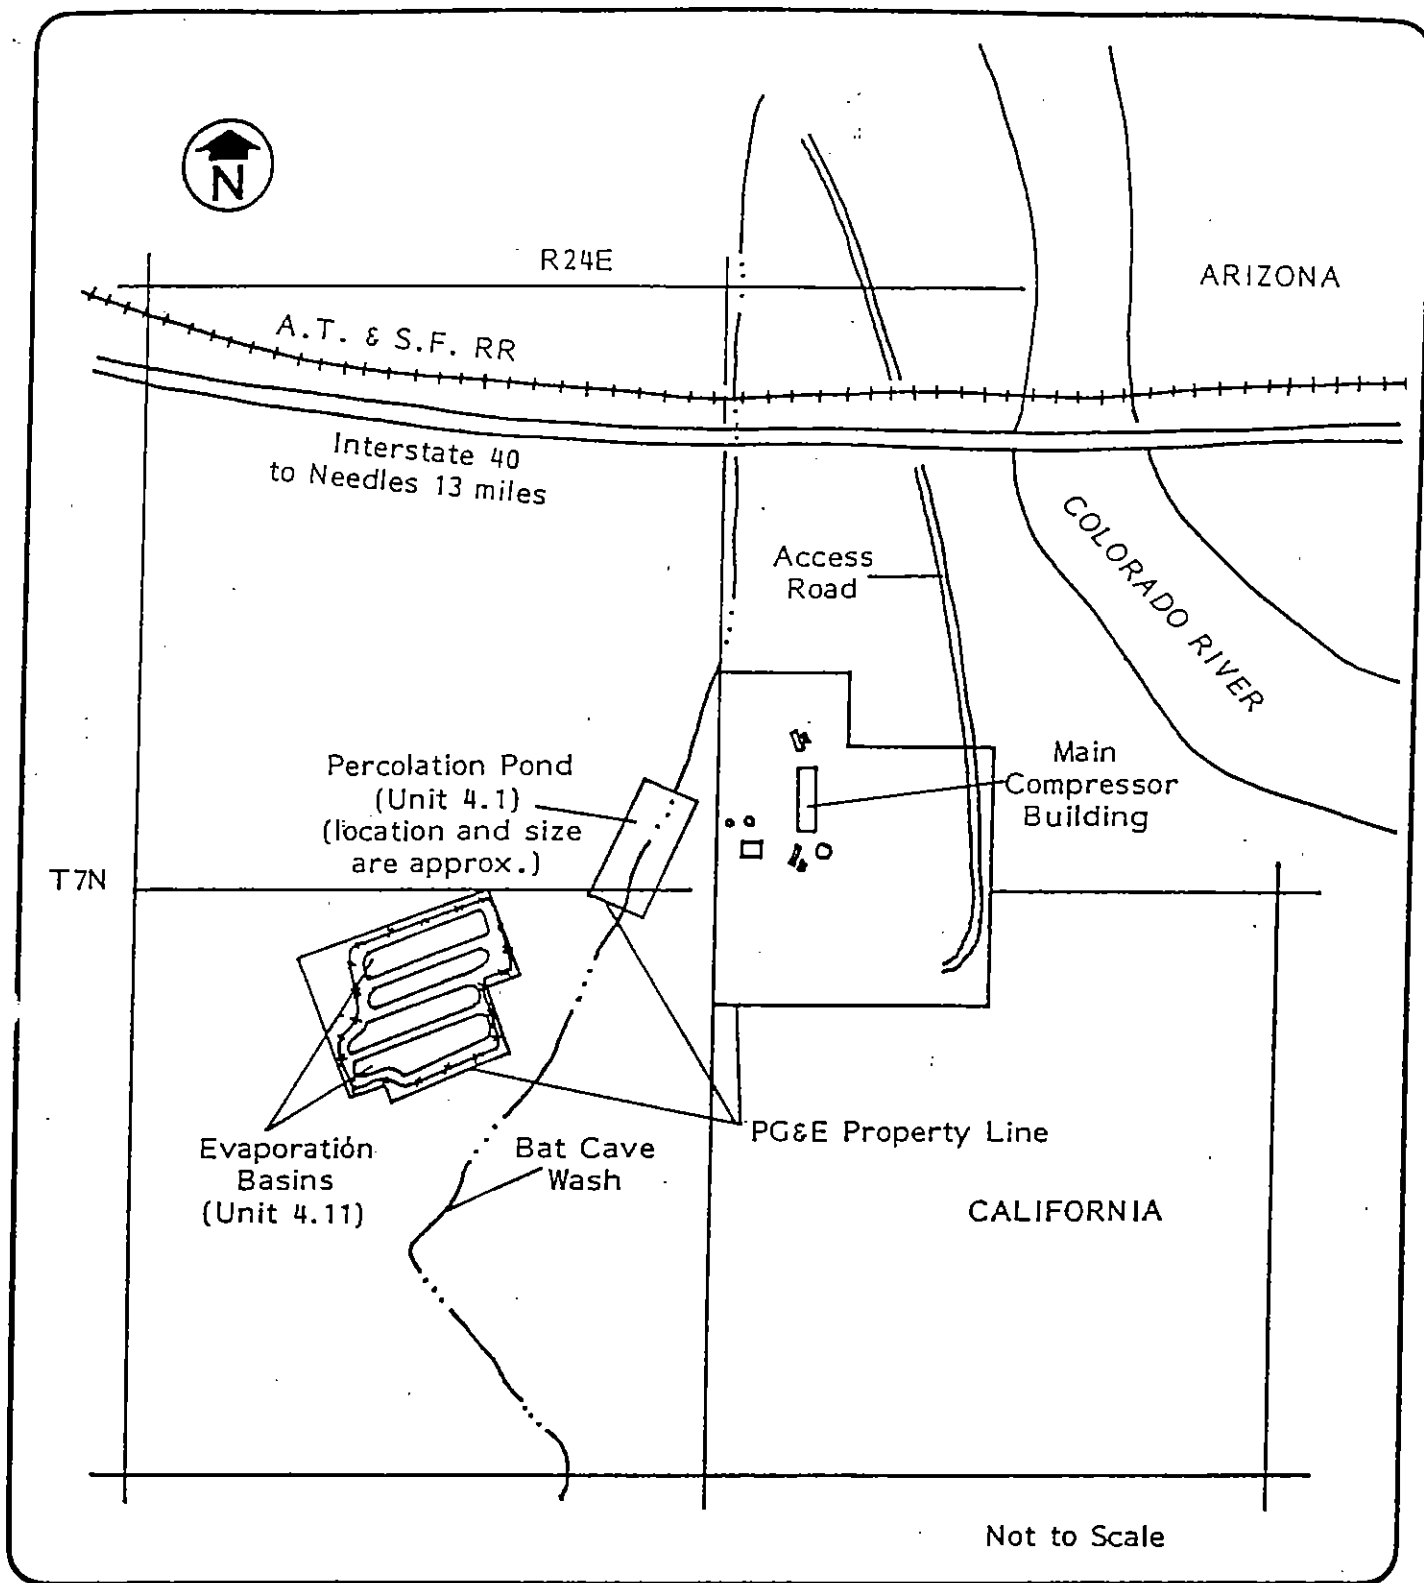 N
R24E
ARIZONA
A.T. & S.F. RR
Interstate 40
to Needles 13 miles
COLORADO RIVER
Access
Road
Percolation Pond
(Unit 4.1)
(location and size
are approx.)
Main
Compressor
Building
T7N
PG&E Property Line
Evaporation
Basins
(Unit 4.11)
Bat Cave
Wash
CALIFORNIA
Not to Scale